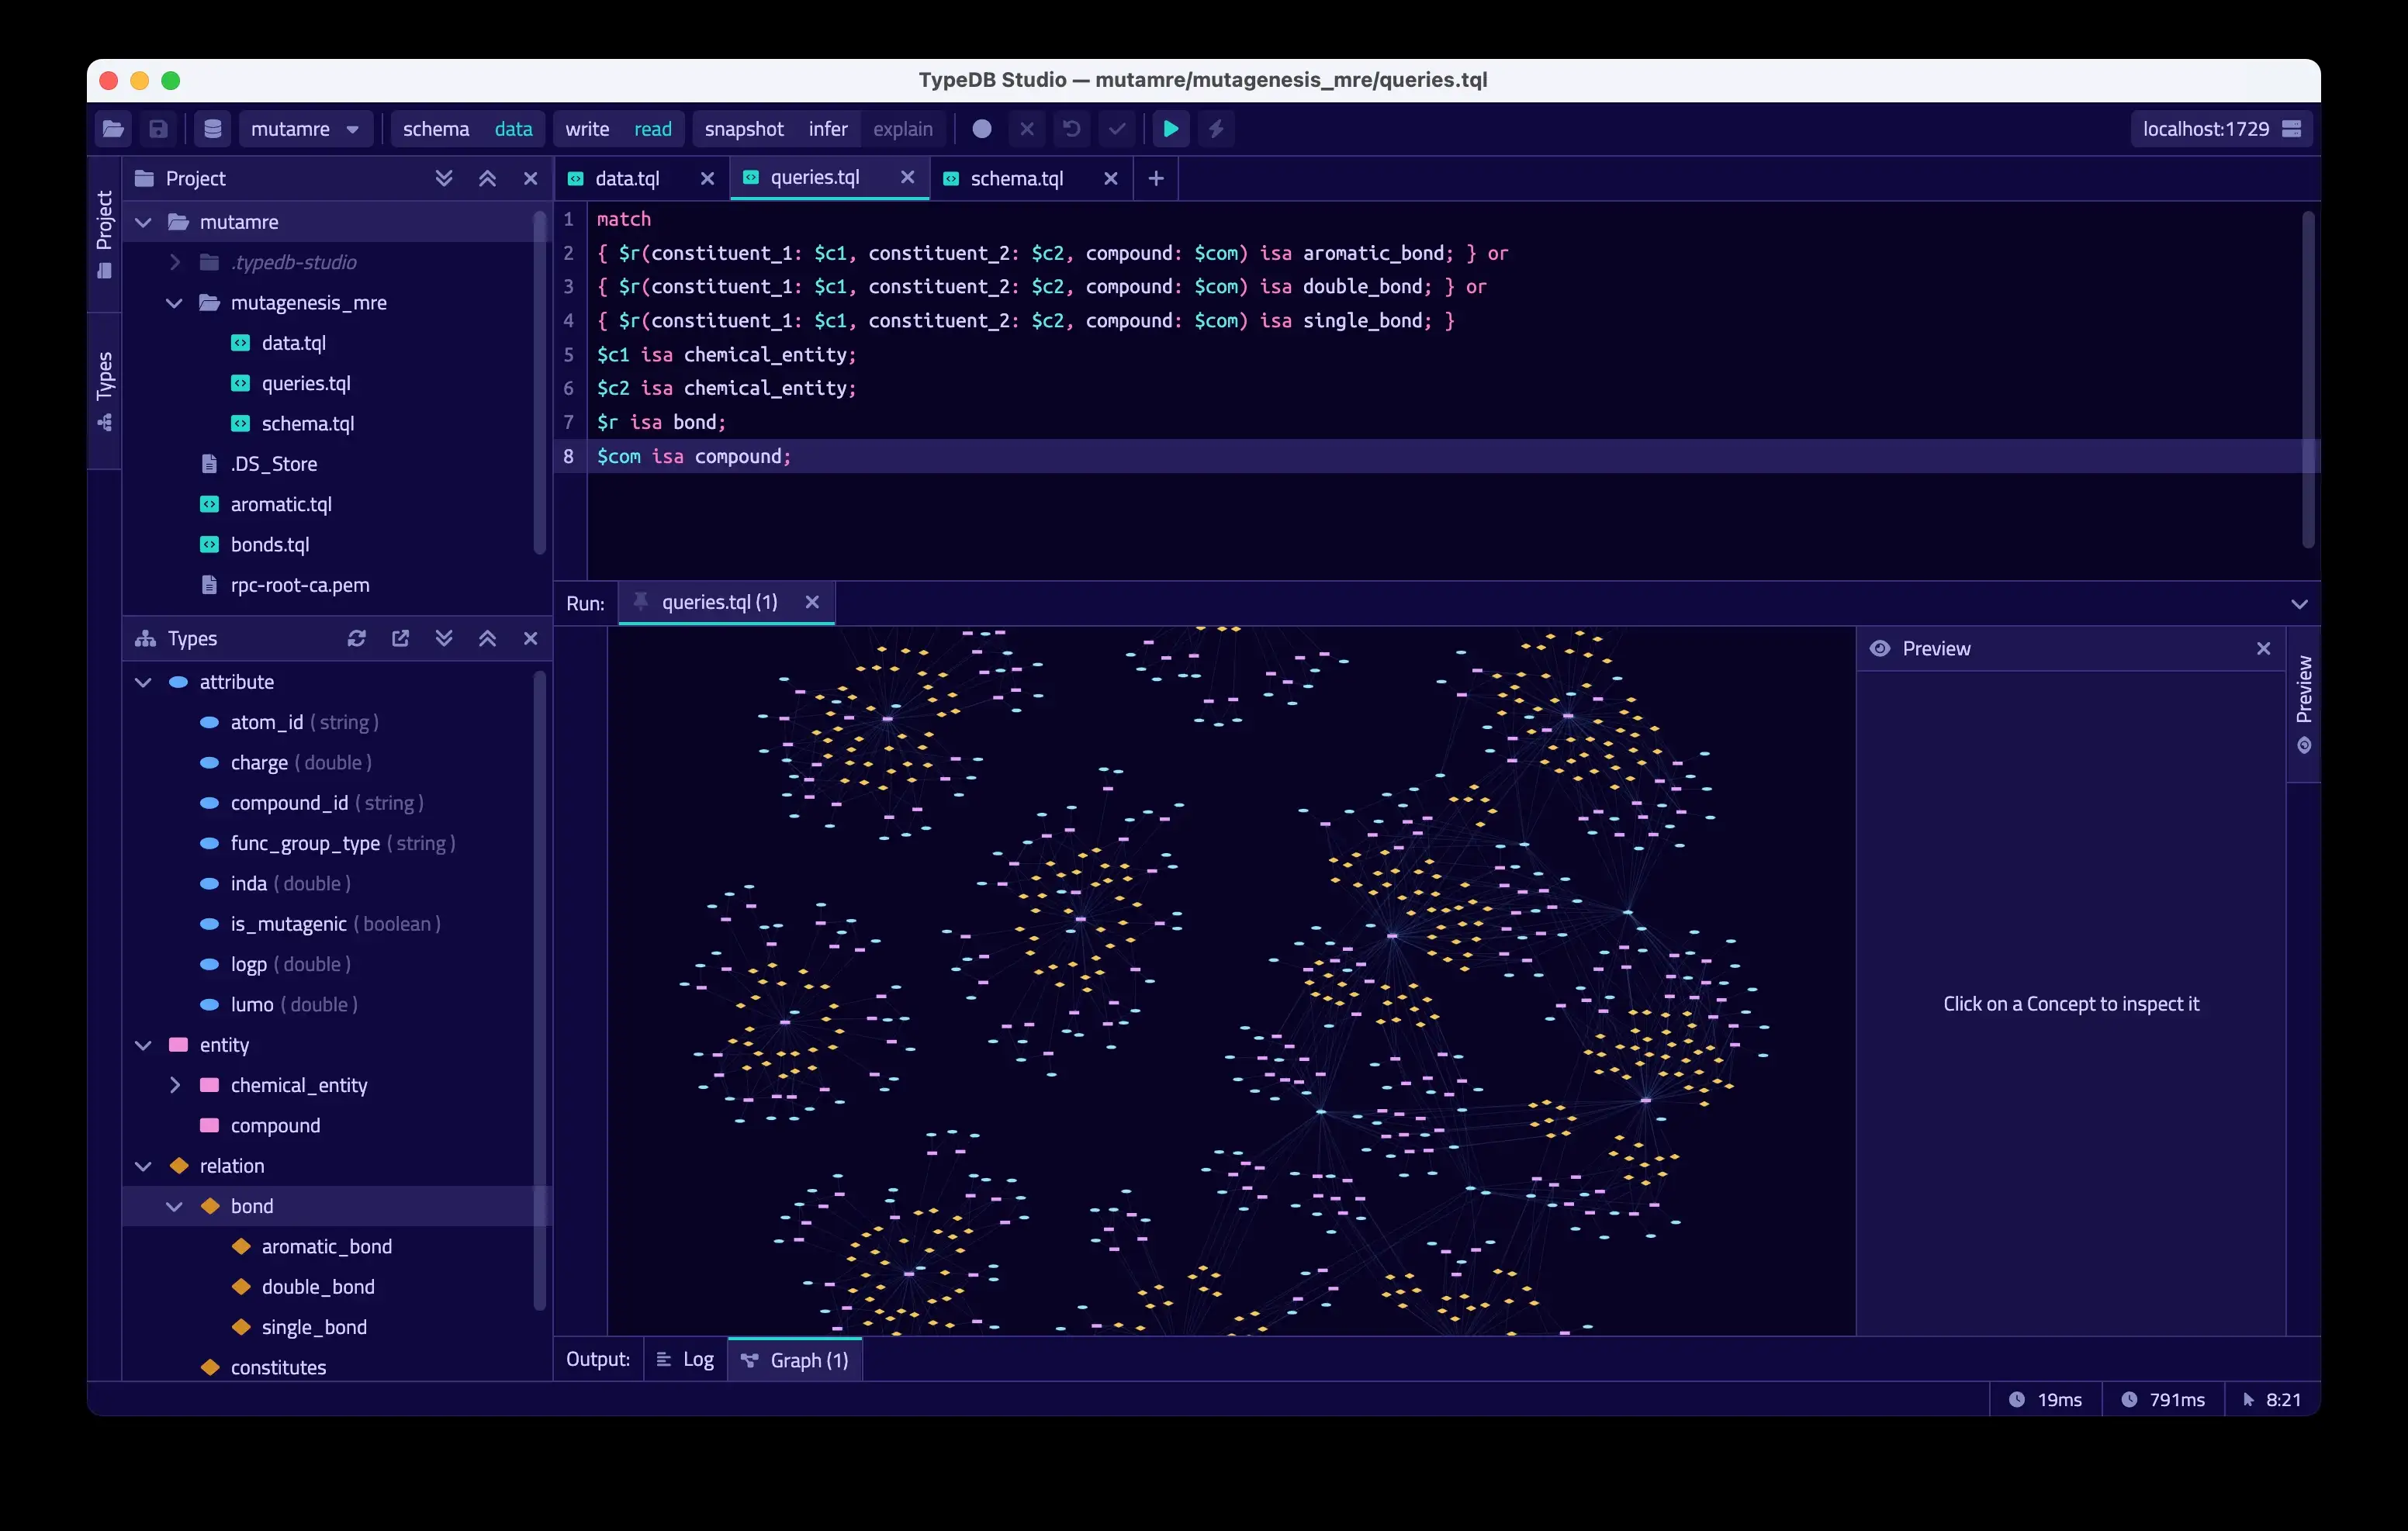 TypeDB Studio — mutamre/mutagenesis_mre/queries.tql
mutamre schema data write read snapshot infer explain localhost:1729
Project
Types
Project
mutamre
.typedb-studio
mutagenesis_mre
data.tql
queries.tql
schema.tql
.DS_Store
aromatic.tql
bonds.tql
rpc-root-ca.pem
Types
attribute
atom_id (string)
charge (double)
compound_id (string)
func_group_type (string)
inda (double)
is_mutagenic (boolean)
logp (double)
lumo (double)
entity
chemical_entity
compound
relation
bond
aromatic_bond
double_bond
single_bond
constitutes
data.tql queries.tql schema.tql
1 match
2 { $r(constituent_1: $c1, constituent_2: $c2, compound: $com) isa aromatic_bond; } or
3 { $r(constituent_1: $c1, constituent_2: $c2, compound: $com) isa double_bond; } or
4 { $r(constituent_1: $c1, constituent_2: $c2, compound: $com) isa single_bond; }
5 $c1 isa chemical_entity;
6 $c2 isa chemical_entity;
7 $r isa bond;
8 $com isa compound;
Run: queries.tql (1)
Preview
Click on a Concept to inspect it
Preview
Output: Log Graph (1)
19ms 791ms 8:21